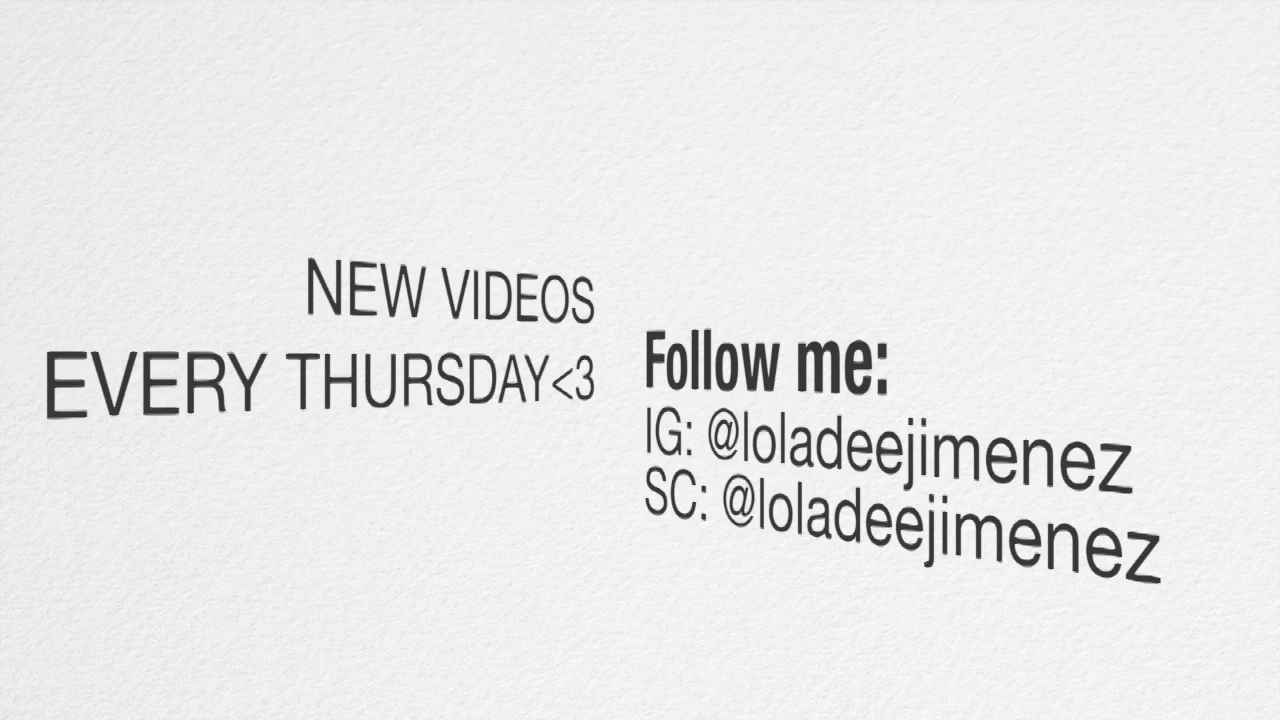 NEW VIDEOS
EVERY THURSDAY<3
Follow me:
IG: @loladeejimenez
SC: @loladeejimenez